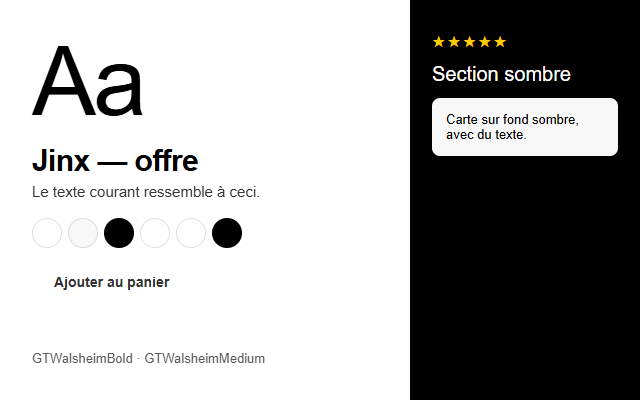 Aa
Jinx — offre
Le texte courant ressemble à ceci.
Ajouter au panier
GTWalsheimBold · GTWalsheimMedium
★★★★★
Section sombre
Carte sur fond sombre,
avec du texte.